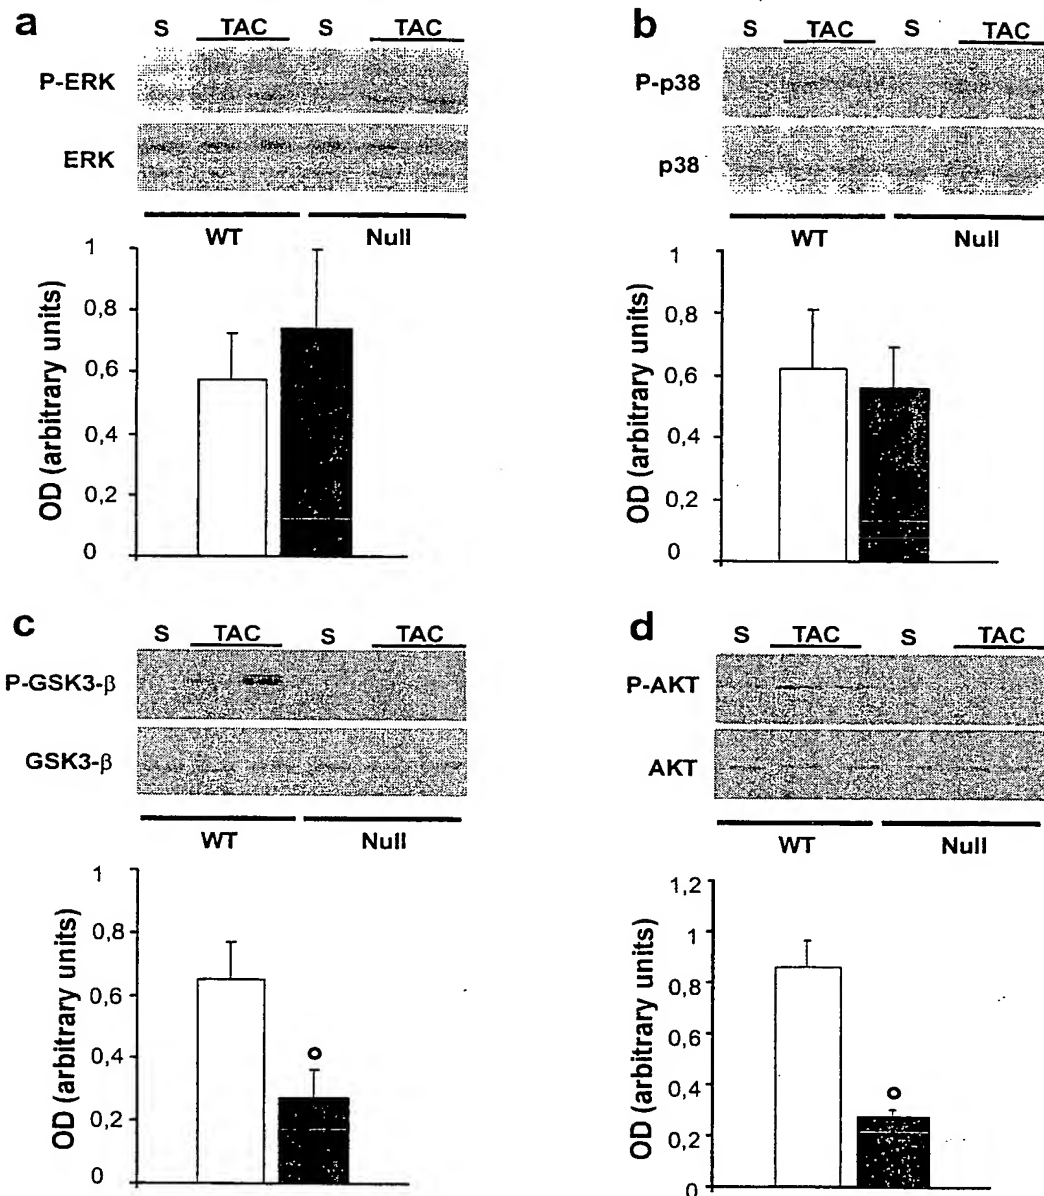 a
S TAC S TAC
P-ERK
ERK
WT Null
OD (arbitrary units)
1
0,8
0,6
0,4
0,2
0
b
S TAC S TAC
P-p38
p38
WT Null
OD (arbitrary units)
1
0,8
0,6
0,4
0,2
0
c
S TAC S TAC
P-GSK3-β
GSK3-β
WT Null
OD (arbitrary units)
1
0,8
0,6
0,4
0,2
0
d
S TAC S TAC
P-AKT
AKT
WT Null
OD (arbitrary units)
1,2
1
0,8
0,6
0,4
0,2
0